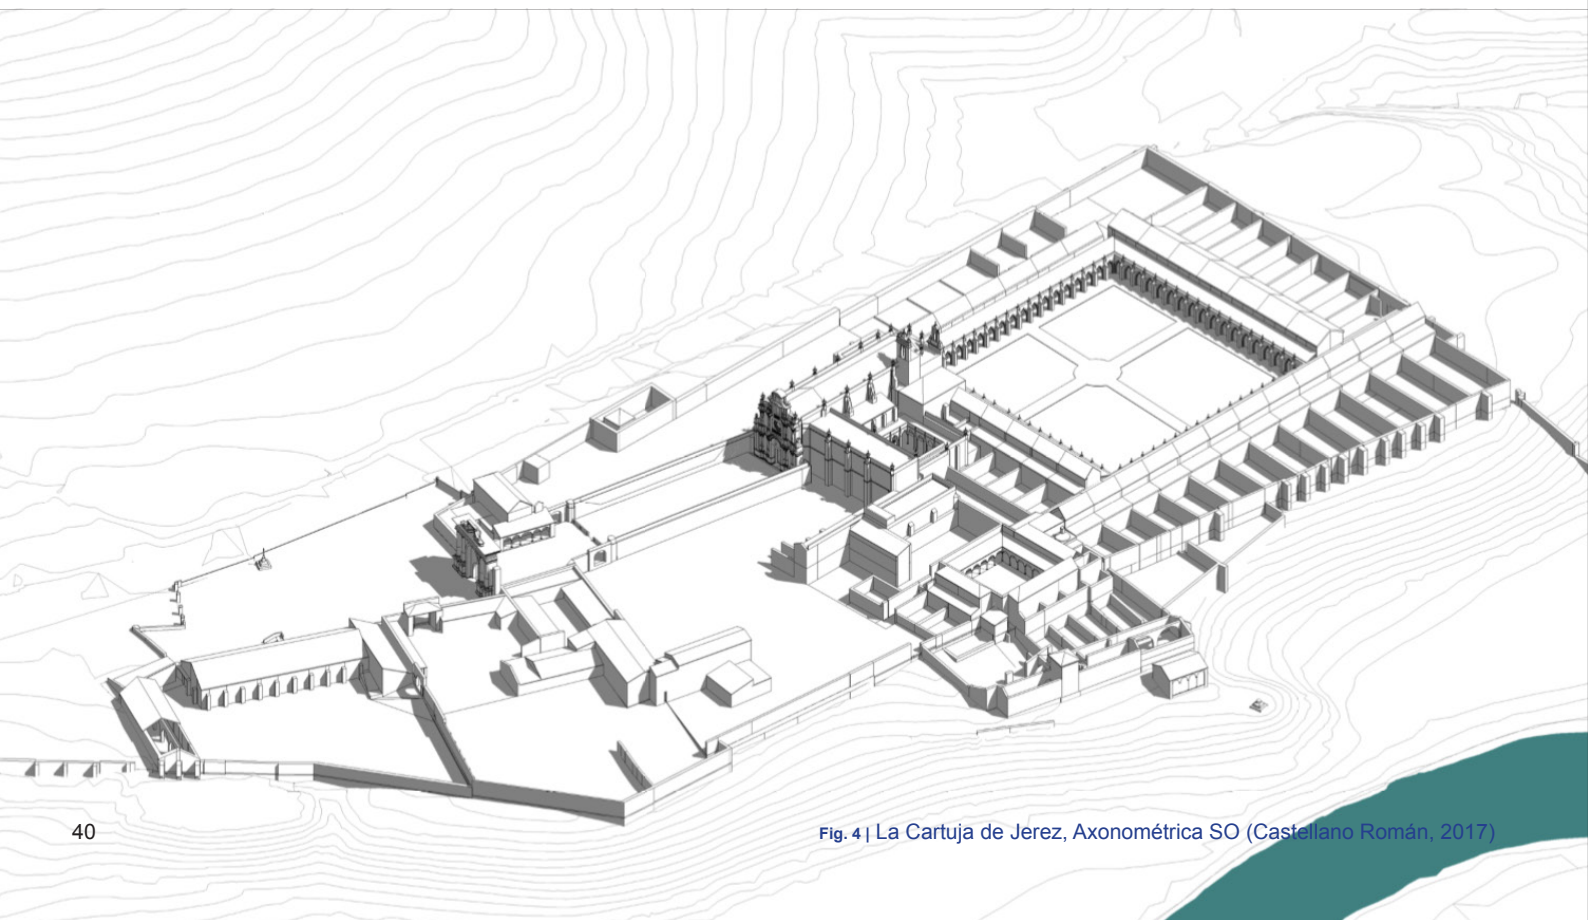 40
Fig. 4 | La Cartuja de Jerez, Axonométrica SO (Castellano Román, 2017)